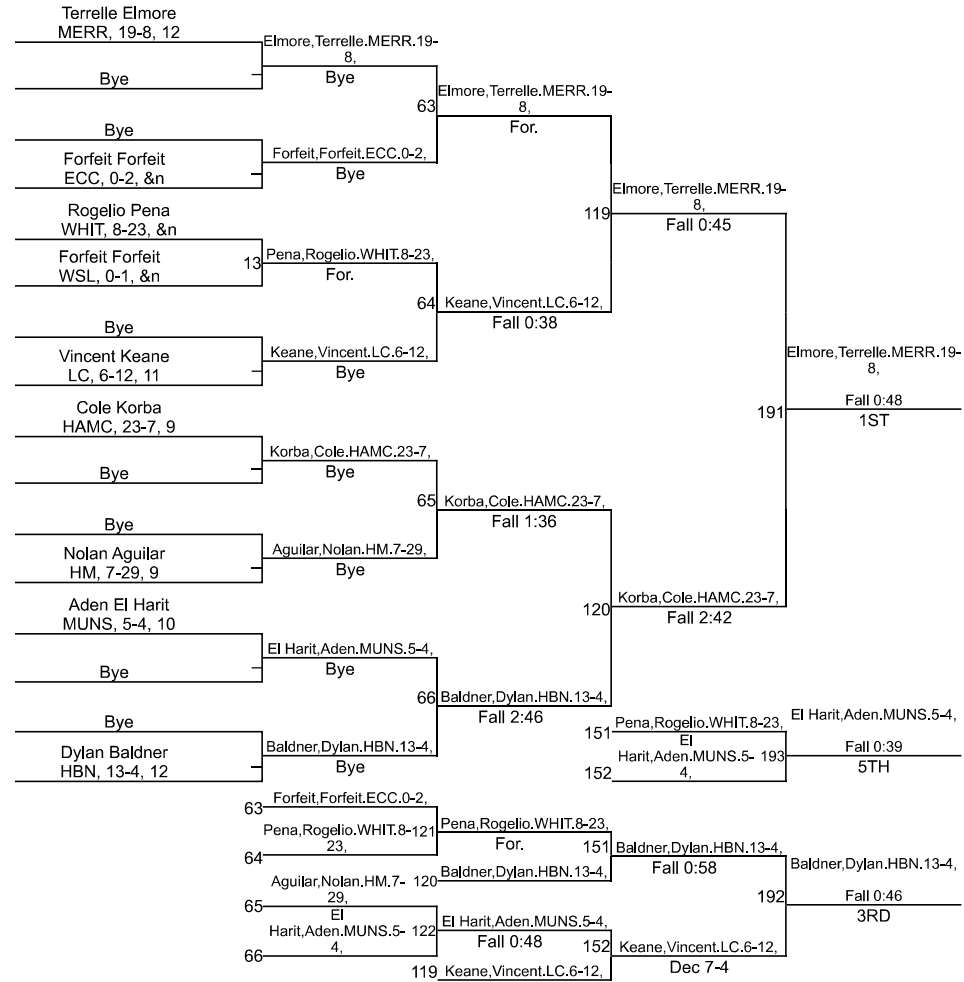 Terrelle Elmore
MERR, 19-8, 12
Bye
Elmore,Terrelle.MERR.19-
8,
Bye
Bye
Forfeit Forfeit
ECC, 0-2, &n
Forfeit,Forfeit.ECC.0-2,
Bye
63
Elmore,Terrelle.MERR.19-
8,
For.
Rogelio Pena
WHIT, 8-23, &n
Forfeit Forfeit
WSL, 0-1, &n
13
Pena,Rogelio.WHIT.8-23,
For.
Bye
Vincent Keane
LC, 6-12, 11
Keane,Vincent.LC.6-12,
Bye
64
Keane,Vincent.LC.6-12,
Fall 0:38
119
Elmore,Terrelle.MERR.19-
8,
Fall 0:45
Cole Korba
HAMC, 23-7, 9
Bye
Korba,Cole.HAMC.23-7,
Bye
Bye
Nolan Aguilar
HM, 7-29, 9
Aguilar,Nolan.HM.7-29,
Bye
65
Korba,Cole.HAMC.23-7,
Fall 1:36
Aden El Harit
MUNS, 5-4, 10
Bye
El Harit,Aden.MUNS.5-4,
Bye
Bye
Dylan Baldner
HBN, 13-4, 12
Baldner,Dylan.HBN.13-4,
Bye
66
Baldner,Dylan.HBN.13-4,
Fall 2:46
120
Korba,Cole.HAMC.23-7,
Fall 2:42
191
Elmore,Terrelle.MERR.19-
8,
Fall 0:48
1ST
151
Pena,Rogelio.WHIT.8-23,
152
El
Harit,Aden.MUNS.5-
4,
193
El Harit,Aden.MUNS.5-4,
Fall 0:39
5TH
63
Forfeit,Forfeit.ECC.0-2,
64
Pena,Rogelio.WHIT.8-
23,
121
Pena,Rogelio.WHIT.8-23,
For.
120
Baldner,Dylan.HBN.13-4,
151
Baldner,Dylan.HBN.13-4,
Fall 0:58
65
Aguilar,Nolan.HM.7-
29,
66
El
Harit,Aden.MUNS.5-
4,
122
El Harit,Aden.MUNS.5-4,
Fall 0:48
119
Keane,Vincent.LC.6-12,
152
Keane,Vincent.LC.6-12,
Dec 7-4
192
Baldner,Dylan.HBN.13-4,
Fall 0:46
3RD